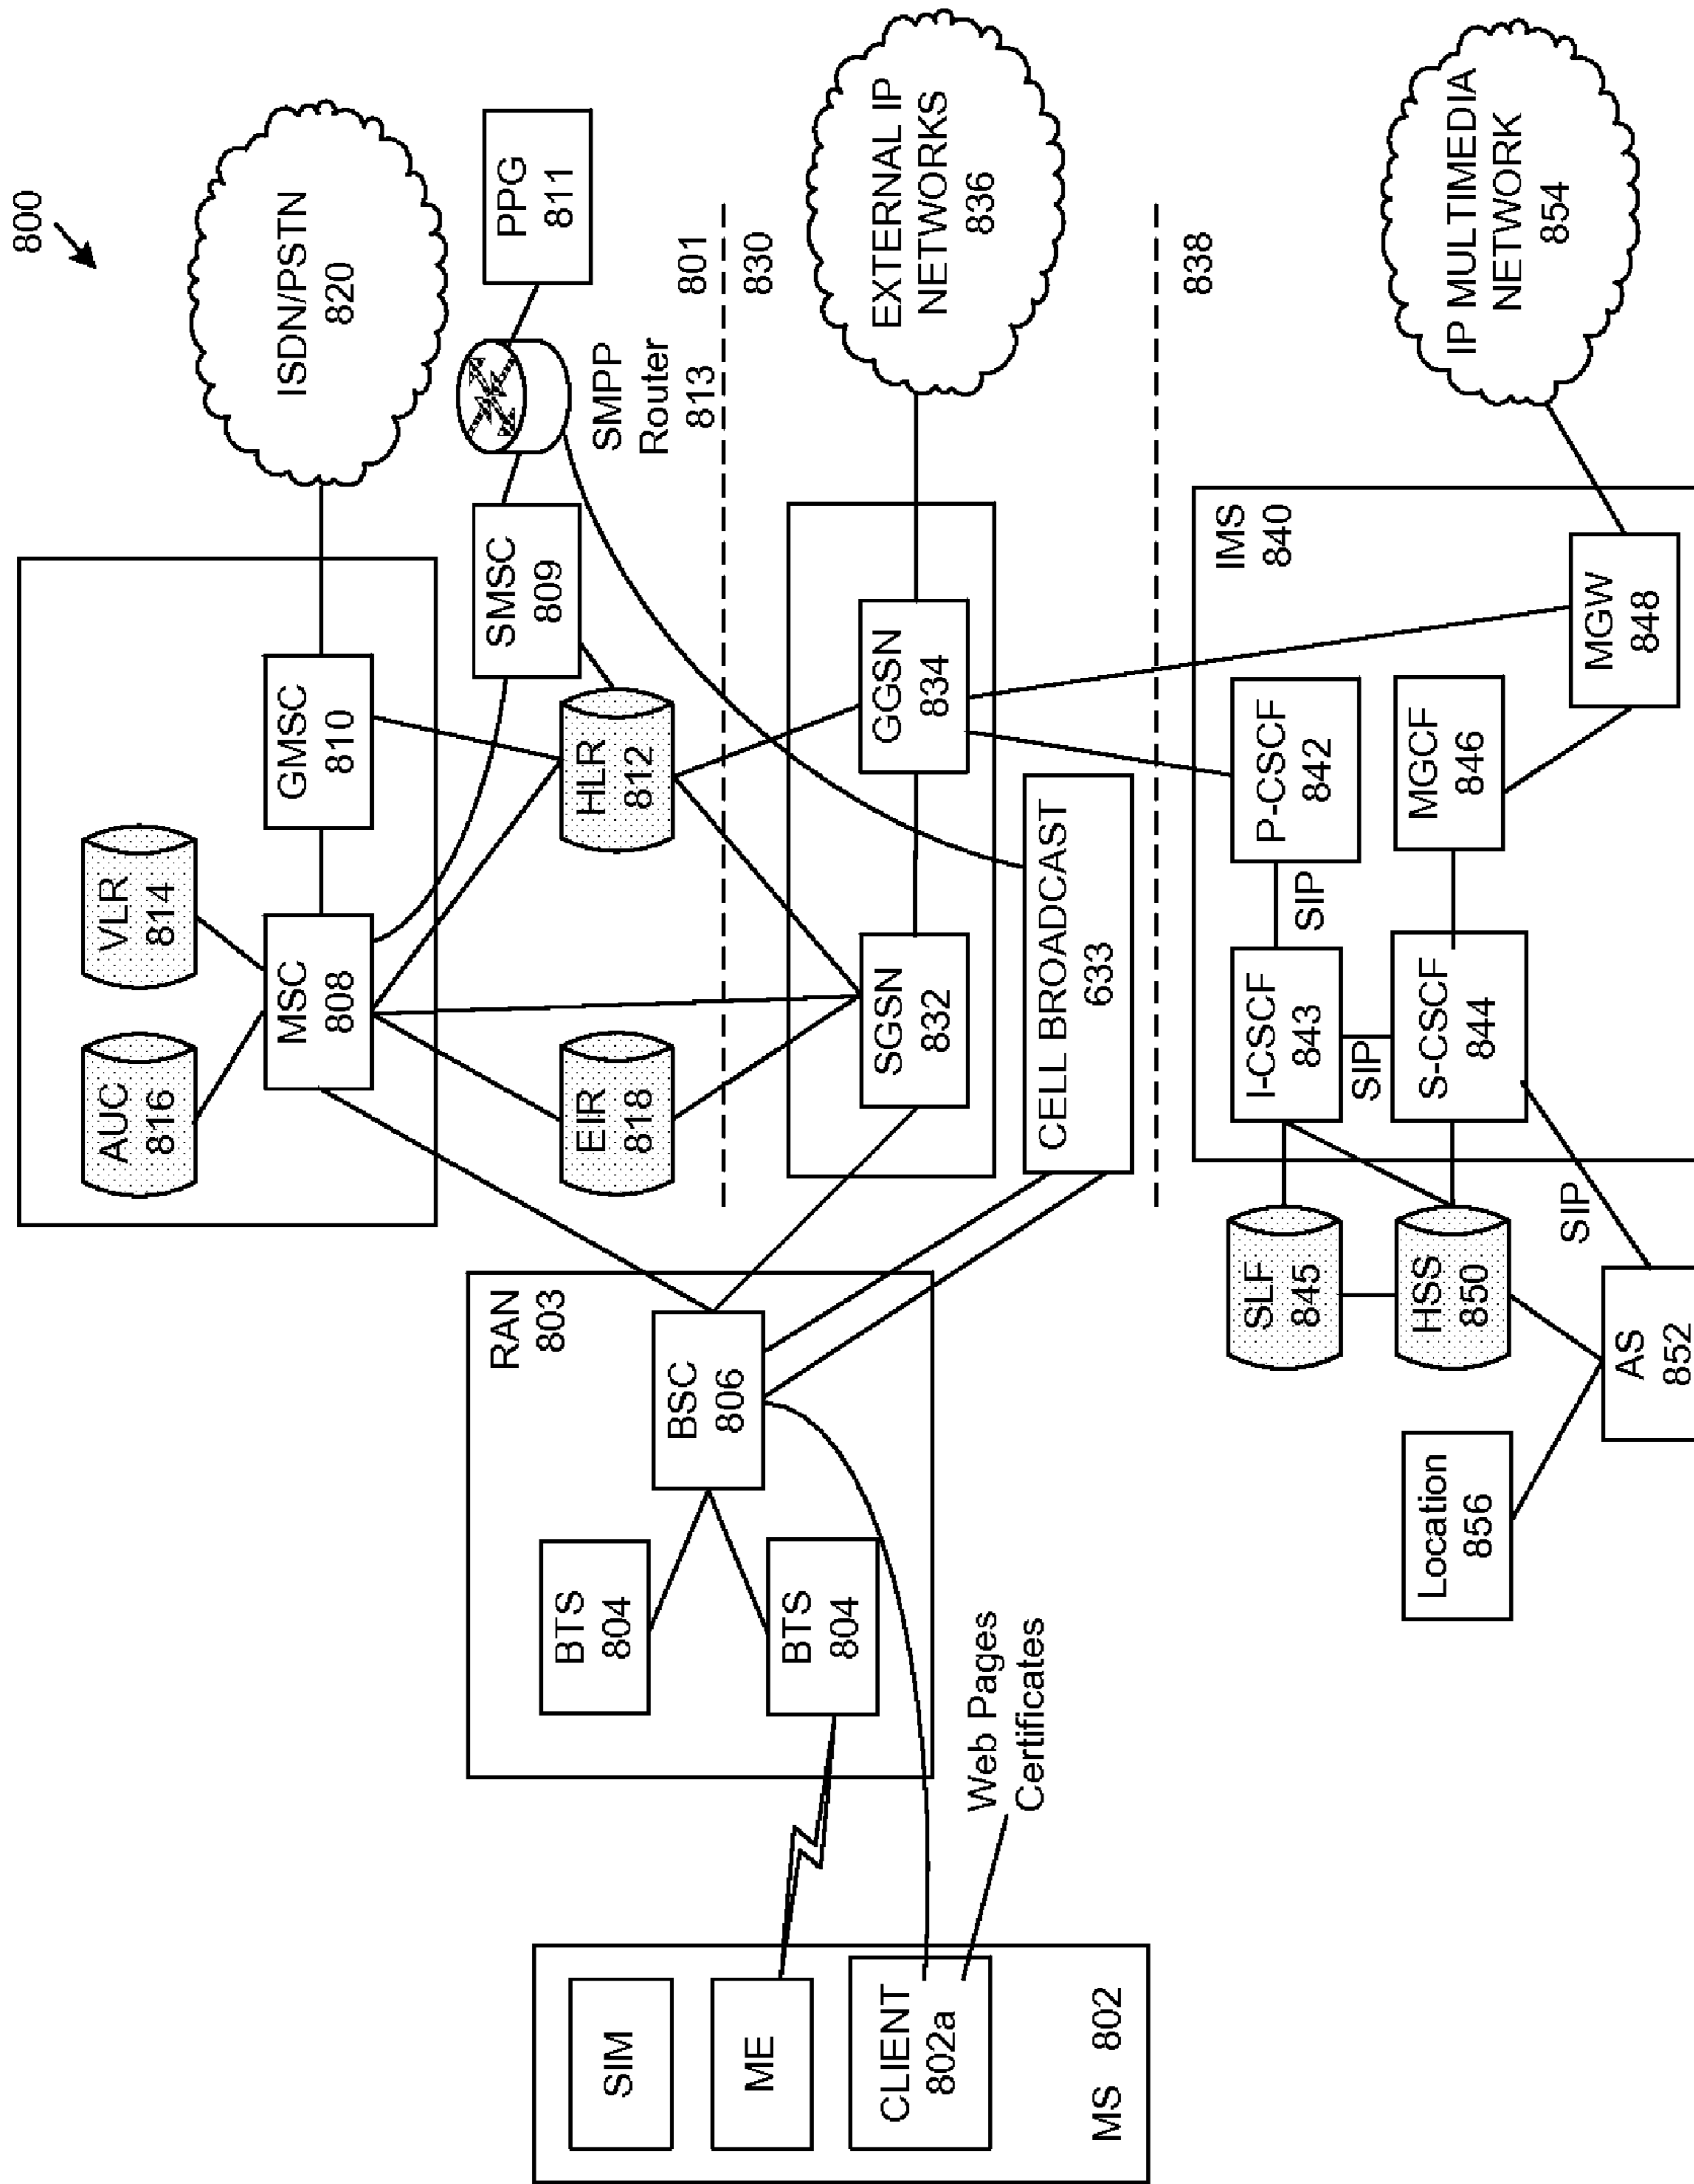 800
ISDN/PSTN
820
VLR
814
AUC
816
MSC
808
GMSC
810
SMSC
809
PPG
811
SMPP
Router
813
HLR
812
EIR
818
801
830
RAN
803
BTS
804
BTS
804
BSC
806
SIM
ME
CLIENT
802a
MS 802
Web Pages
Certificates
SGSN
832
GGSN
834
EXTERNAL IP
NETWORKS
836
CELL BROADCAST
633
838
IMS
840
P-CSCF
842
SIP
I-CSCF
843
SIP
S-CSCF
844
MGCF
846
MGW
848
IP MULTIMEDIA
NETWORK
854
SLF
845
HSS
850
SIP
AS
852
Location
856